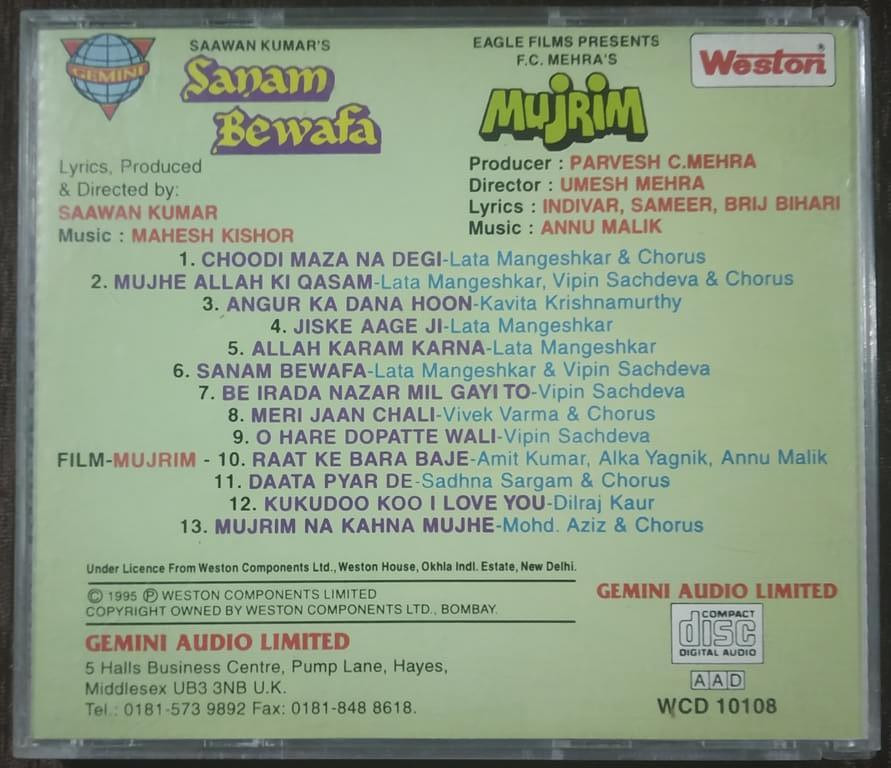 GEMINI
SAAWAN KUMAR'S
Sanam
Bewafa
Lyrics, Produced
& Directed by:
SAAWAN KUMAR
Music : MAHESH KISHOR
EAGLE FILMS PRESENTS
F.C. MEHRA'S
MUJRIM
Weston®
Producer : PARVESH C.MEHRA
Director : UMESH MEHRA
Lyrics : INDIVAR, SAMEER, BRIJ BIHARI
Music : ANNU MALIK
1. CHOODI MAZA NA DEGI-Lata Mangeshkar & Chorus
2. MUJHE ALLAH KI QASAM-Lata Mangeshkar, Vipin Sachdeva & Chorus
3. ANGUR KA DANA HOON-Kavita Krishnamurthy
4. JISKE AAGE JI-Lata Mangeshkar
5. ALLAH KARAM KARNA-Lata Mangeshkar
6. SANAM BEWAFA-Lata Mangeshkar & Vipin Sachdeva
7. BE IRADA NAZAR MIL GAYI TO-Vipin Sachdeva
8. MERI JAAN CHALI-Vivek Varma & Chorus
9. O HARE DOPATTE WALI-Vipin Sachdeva
FILM-MUJRIM - 10. RAAT KE BARA BAJE-Amit Kumar, Alka Yagnik, Annu Malik
11. DAATA PYAR DE-Sadhna Sargam & Chorus
12. KUKUDOO KOO I LOVE YOU-Dilraj Kaur
13. MUJRIM NA KAHNA MUJHE-Mohd. Aziz & Chorus
Under Licence From Weston Components Ltd., Weston House, Okhla Indl. Estate, New Delhi.
© 1995 ℗ WESTON COMPONENTS LIMITED
COPYRIGHT OWNED BY WESTON COMPONENTS LTD., BOMBAY.
GEMINI AUDIO LIMITED
5 Halls Business Centre, Pump Lane, Hayes,
Middlesex UB3 3NB U.K.
Tel.: 0181-573 9892 Fax: 0181-848 8618.
GEMINI AUDIO LIMITED
COMPACT
disc
DIGITAL AUDIO
AAD
WCD 10108